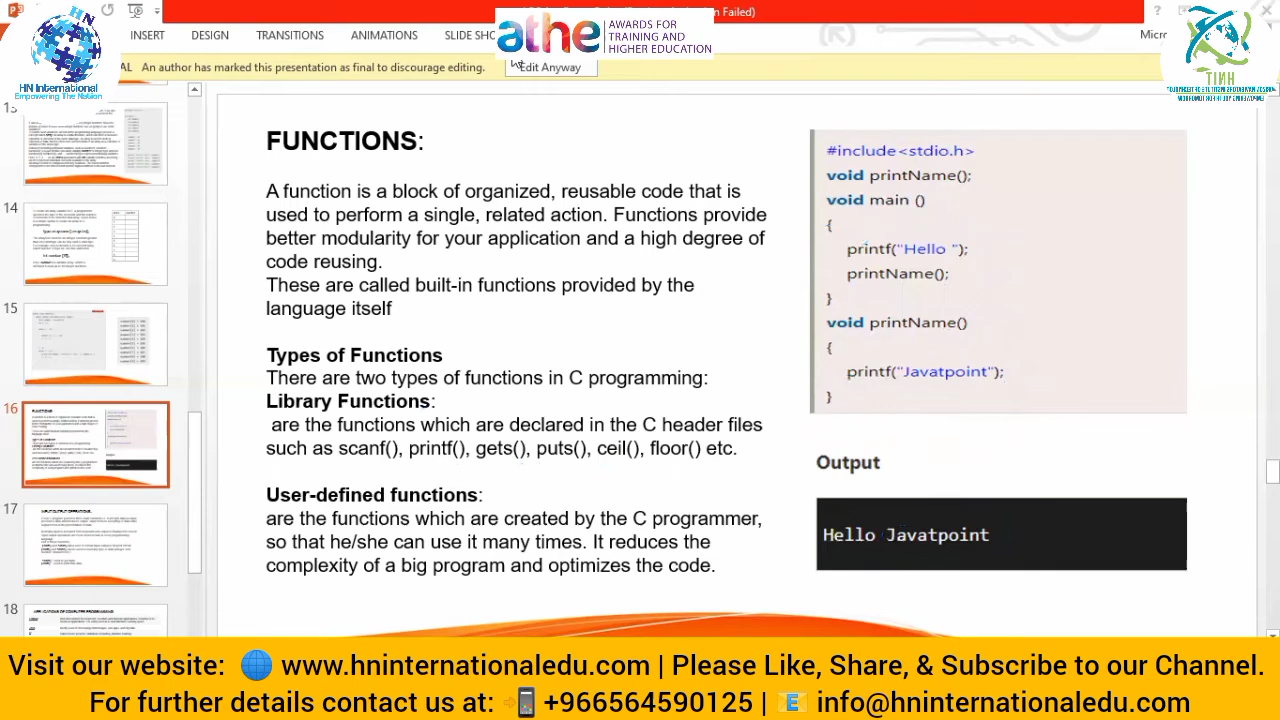 (Failed)
INSERT DESIGN TRANSITIONS ANIMATIONS SLIDE SHO
Micr
athe AWARDS FOR
TRAINING AND
HIGHER EDUCATION
HN International
Empowering The Nation
HNIT
AL An author has marked this presentation as final to discourage editing. Edit Anyway
14
15
16
17
18
FUNCTIONS:
A function is a block of organized, reusable code that is
used to perform a single, related action. Functions provide
better modularity for your application and a high degree of
code reusing.
These are called built-in functions provided by the
language itself
Types of Functions
There are two types of functions in C programming:
Library Functions:
are the functions which are declared in the C header files
such as scanf(), printf(), gets(), puts(), ceil(), floor() etc.
User-defined functions:
are the functions which are created by the C programmer,
so that he/she can use it many times. It reduces the
complexity of a big program and optimizes the code.
#include<stdio.h>
void printName();
void main ()
{
printf("Hello ");
printName();
}
void printName()
{
printf("Javatpoint");
}
Output
Hello Javatpoint
Visit our website: 🌐 www.hninternationaledu.com | Please Like, Share, & Subscribe to our Channel.
For further details contact us at: 📲 +966564590125 | 📧 info@hninternationaledu.com